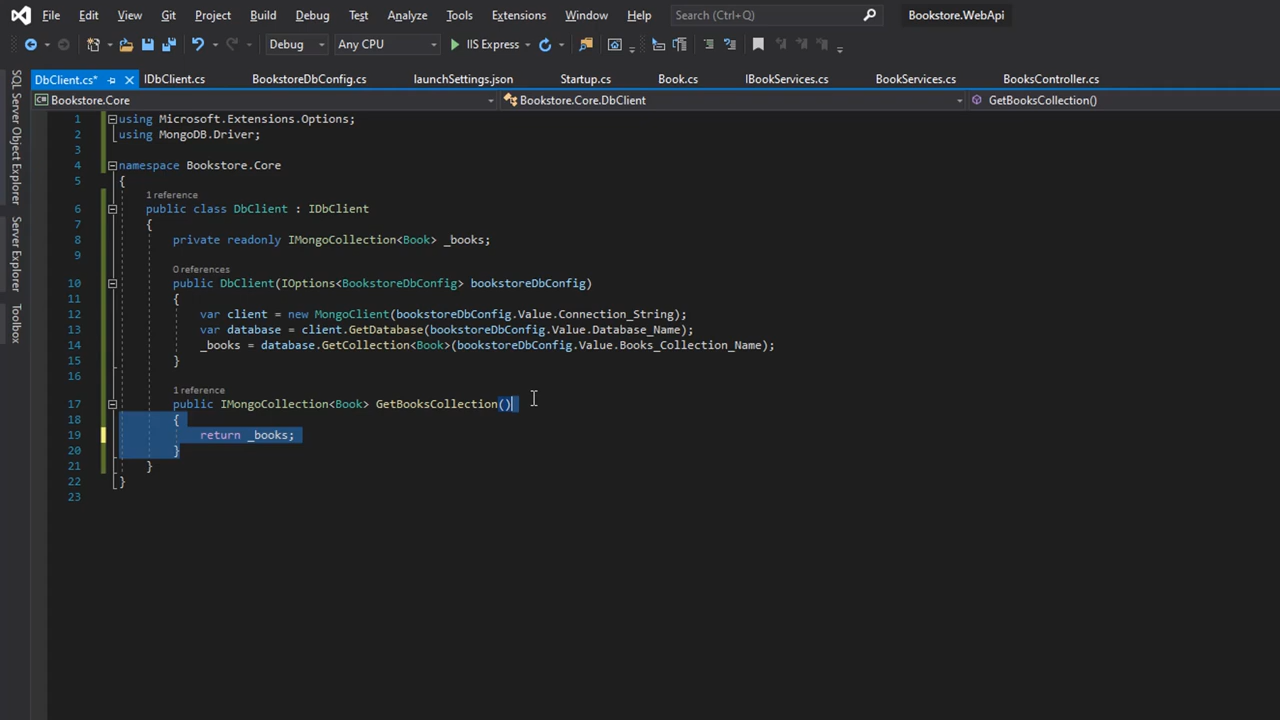 File Edit View Git Project Build Debug Test Analyze Tools Extensions Window Help Search (Ctrl+Q) Bookstore.WebApi
Debug Any CPU IIS Express
DbClient.cs* IDbClient.cs BookstoreDbConfig.cs launchSettings.json Startup.cs Book.cs IBookServices.cs BookServices.cs BooksController.cs
Bookstore.Core Bookstore.Core.DbClient GetBooksCollection()
SQL Server Object Explorer
Server Explorer
Toolbox
1 using Microsoft.Extensions.Options;
2 using MongoDB.Driver;
3
4 namespace Bookstore.Core
5 {
1 reference
6 public class DbClient : IDbClient
7 {
8 private readonly IMongoCollection<Book> _books;
9
0 references
10 public DbClient(IOptions<BookstoreDbConfig> bookstoreDbConfig)
11 {
12 var client = new MongoClient(bookstoreDbConfig.Value.Connection_String);
13 var database = client.GetDatabase(bookstoreDbConfig.Value.Database_Name);
14 _books = database.GetCollection<Book>(bookstoreDbConfig.Value.Books_Collection_Name);
15 }
16
1 reference
17 public IMongoCollection<Book> GetBooksCollection()
18 {
19 return _books;
20 }
21 }
22 }
23